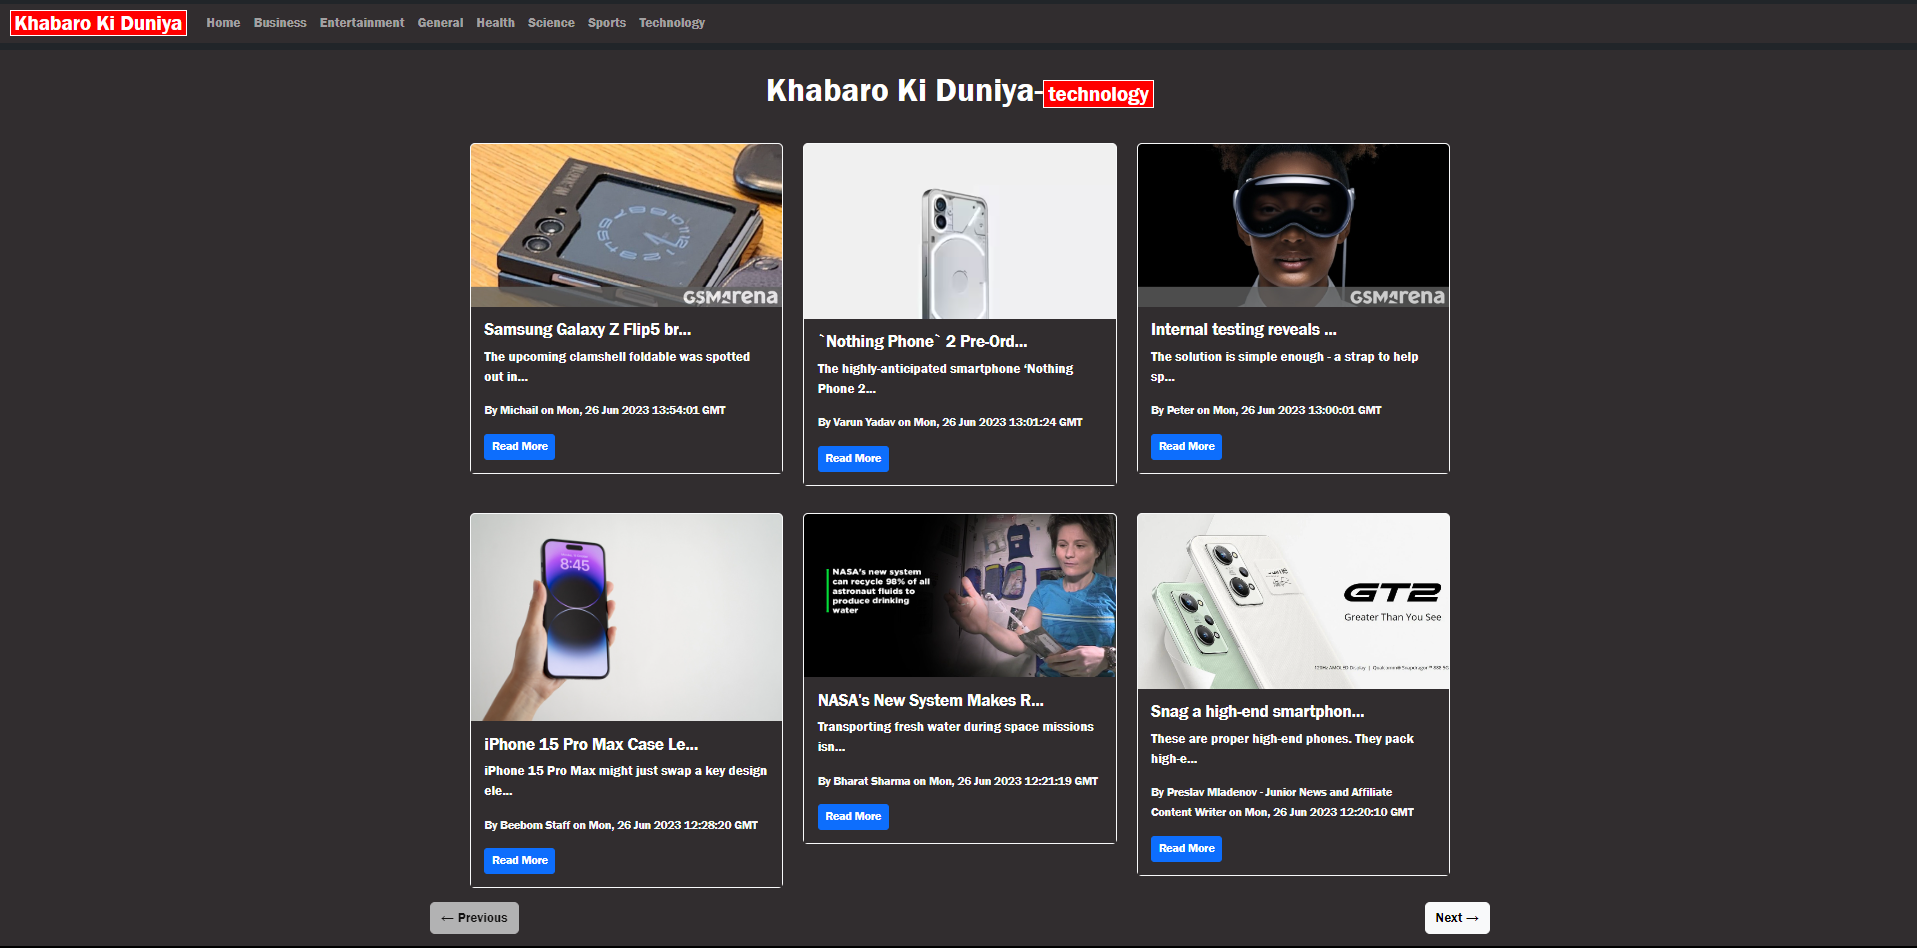 Khabaro Ki Duniya Home Business Entertainment General Health Science Sports Technology
Khabaro Ki Duniya-technology
GSMArena
Samsung Galaxy Z Flip5 br...
The upcoming clamshell foldable was spotted
out in...
By Michail on Mon, 26 Jun 2023 13:54:01 GMT
Read More
`Nothing Phone` 2 Pre-Ord...
The highly-anticipated smartphone ‘Nothing
Phone 2...
By Varun Yadav on Mon, 26 Jun 2023 13:01:24 GMT
Read More
GSMArena
Internal testing reveals ...
The solution is simple enough - a strap to help
sp...
By Peter on Mon, 26 Jun 2023 13:00:01 GMT
Read More
8:45
iPhone 15 Pro Max Case Le...
iPhone 15 Pro Max might just swap a key design
ele...
By Beebom Staff on Mon, 26 Jun 2023 12:28:20 GMT
Read More
NASA's new system
can recycle 98% of all
astronaut fluids to
produce drinking
water
NASA's New System Makes R...
Transporting fresh water during space missions
isn...
By Bharat Sharma on Mon, 26 Jun 2023 12:21:19 GMT
Read More
GT2
Greater Than You See
120Hz AMOLED Display | Qualcomm® Snapdragon™ 888 5G
Snag a high-end smartphon...
These are proper high-end phones. They pack
high-e...
By Preslav Mladenov - Junior News and Affiliate
Content Writer on Mon, 26 Jun 2023 12:20:10 GMT
Read More
← Previous
Next →